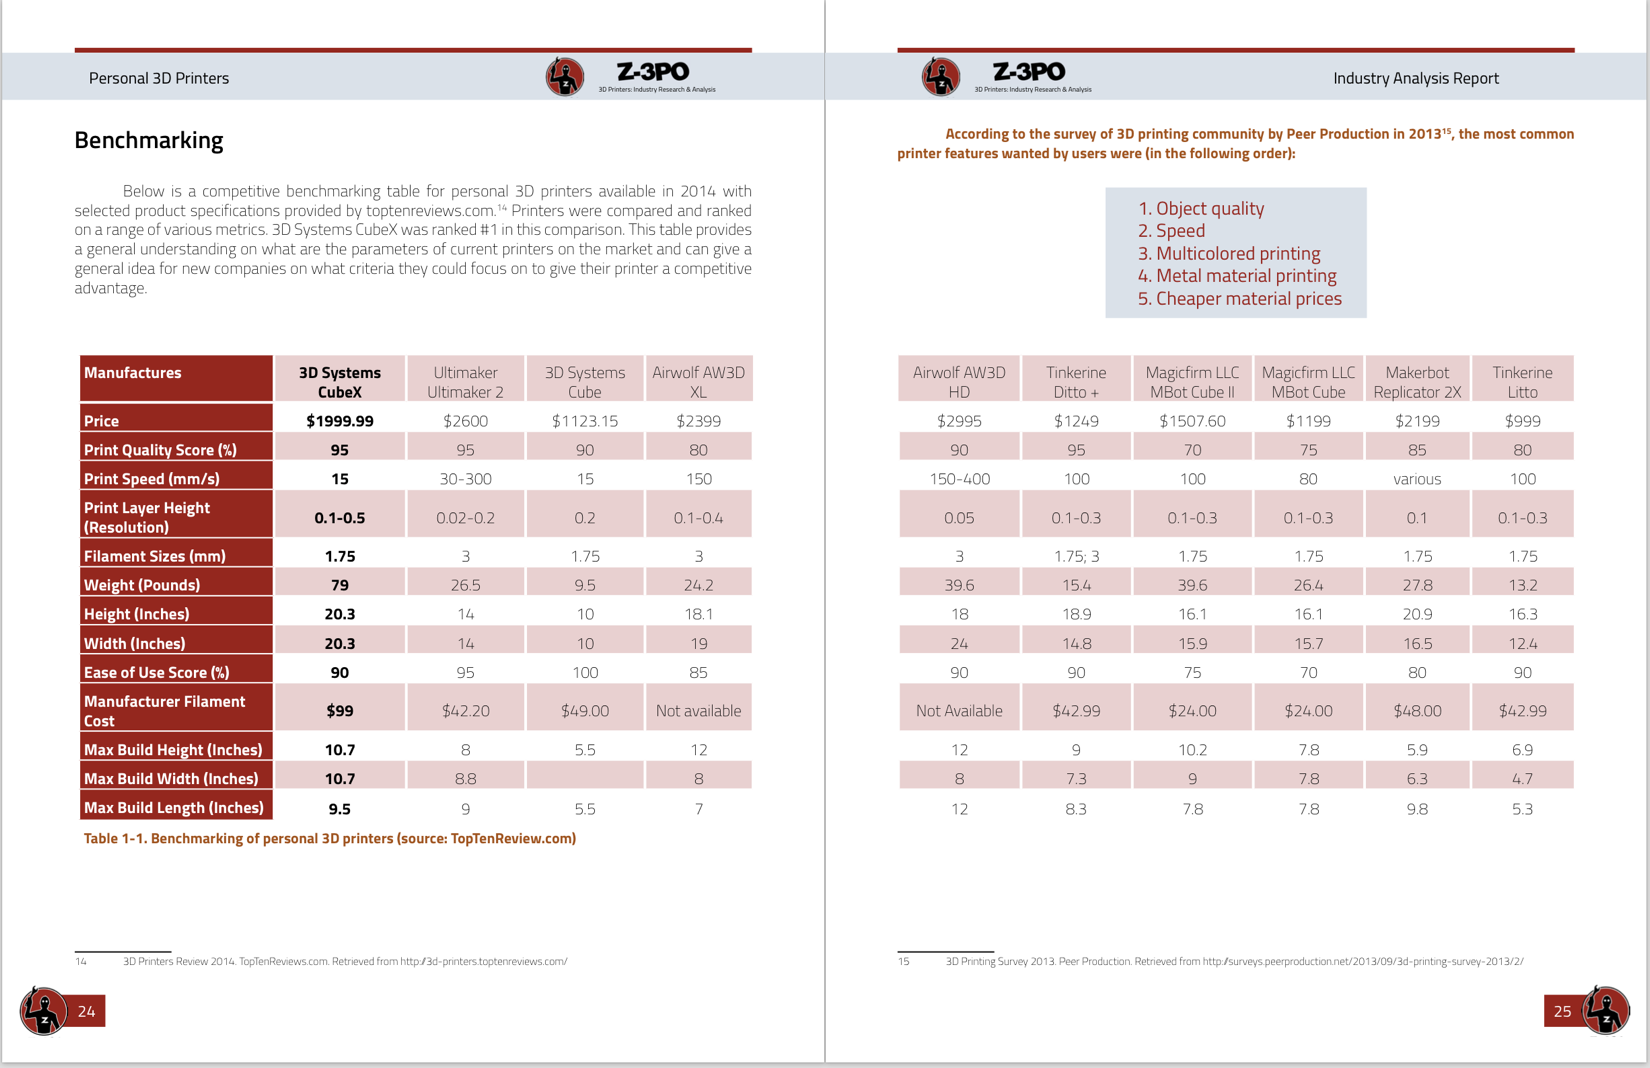 Personal 3D Printers
Z-3PO
3D Printers: Industry Research & Analysis
Benchmarking
Below is a competitive benchmarking table for personal 3D printers available in 2014 with
selected product specifications provided by toptenreviews.com.14 Printers were compared and ranked
on a range of various metrics. 3D Systems CubeX was ranked #1 in this comparison. This table provides
a general understanding on what are the parameters of current printers on the market and can give a
general idea for new companies on what criteria they could focus on to give their printer a competitive
advantage.
Manufactures 3D Systems CubeX Ultimaker Ultimaker 2 3D Systems Cube Airwolf AW3D XL
Price $1999.99 $2600 $1123.15 $2399
Print Quality Score (%) 95 95 90 80
Print Speed (mm/s) 15 30-300 15 150
Print Layer Height (Resolution) 0.1-0.5 0.02-0.2 0.2 0.1-0.4
Filament Sizes (mm) 1.75 3 1.75 3
Weight (Pounds) 79 26.5 9.5 24.2
Height (Inches) 20.3 14 10 18.1
Width (Inches) 20.3 14 10 19
Ease of Use Score (%) 90 95 100 85
Manufacturer Filament Cost $99 $42.20 $49.00 Not available
Max Build Height (Inches) 10.7 8 5.5 12
Max Build Width (Inches) 10.7 8.8 8
Max Build Length (Inches) 9.5 9 5.5 7
Table 1-1. Benchmarking of personal 3D printers (source: TopTenReview.com)
14 3D Printers Review 2014. TopTenReviews.com. Retrieved from http://3d-printers.toptenreviews.com/
Z
24
Z-3PO
3D Printers: Industry Research & Analysis
Industry Analysis Report
According to the survey of 3D printing community by Peer Production in 201315, the most common
printer features wanted by users were (in the following order):
1. Object quality
2. Speed
3. Multicolored printing
4. Metal material printing
5. Cheaper material prices
Airwolf AW3D HD Tinkerine Ditto + Magicfirm LLC MBot Cube II Magicfirm LLC MBot Cube Makerbot Replicator 2X Tinkerine Litto
$2995 $1249 $1507.60 $1199 $2199 $999
90 95 70 75 85 80
150-400 100 100 80 various 100
0.05 0.1-0.3 0.1-0.3 0.1-0.3 0.1 0.1-0.3
3 1.75; 3 1.75 1.75 1.75 1.75
39.6 15.4 39.6 26.4 27.8 13.2
18 18.9 16.1 16.1 20.9 16.3
24 14.8 15.9 15.7 16.5 12.4
90 90 75 70 80 90
Not Available $42.99 $24.00 $24.00 $48.00 $42.99
12 9 10.2 7.8 5.9 6.9
8 7.3 9 7.8 6.3 4.7
12 8.3 7.8 7.8 9.8 5.3
15 3D Printing Survey 2013. Peer Production. Retrieved from http://surveys.peerproduction.net/2013/09/3d-printing-survey-2013/2/
25
Z